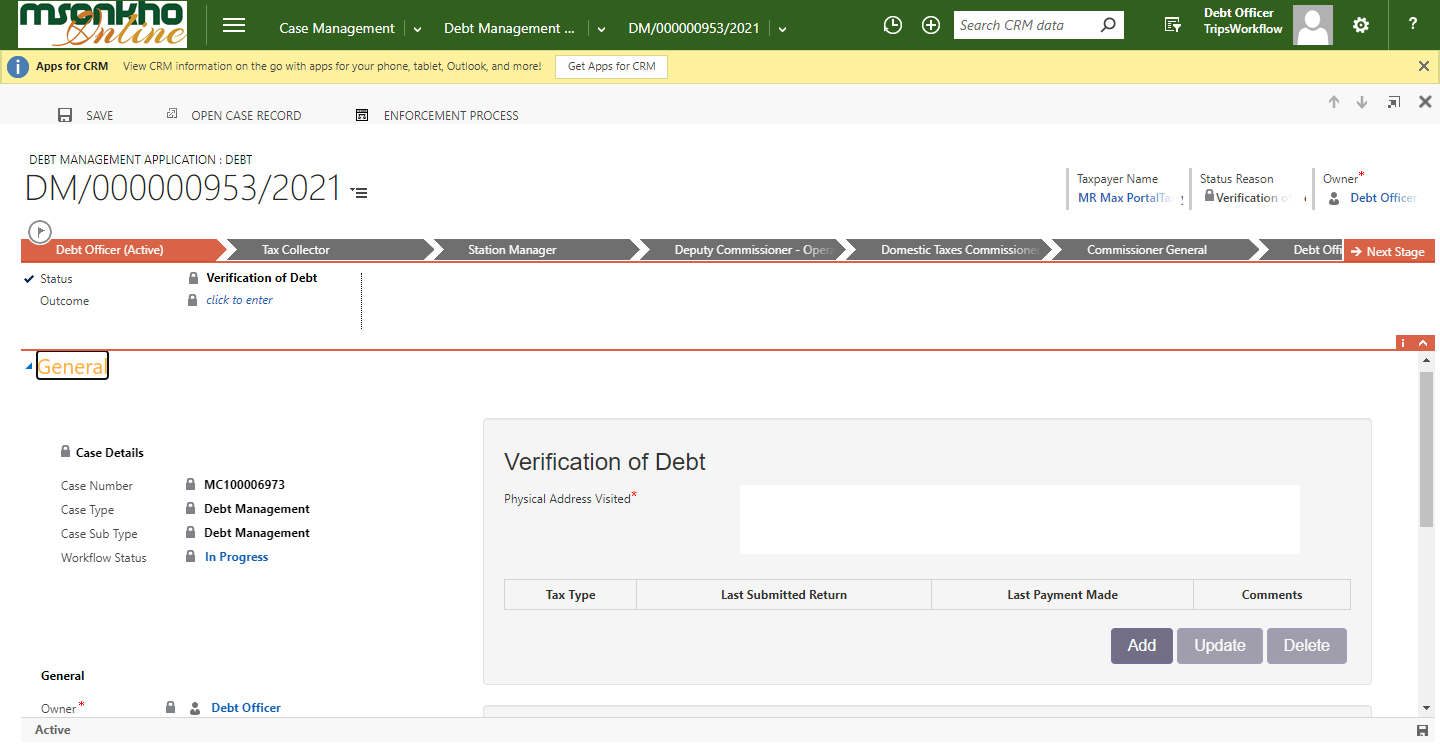 msonkho
Online
Case Management
Debt Management ...
DM/000000953/2021
Search CRM data
Debt Officer
TripsWorkflow
?
i
Apps for CRM View CRM information on the go with apps for your phone, tablet, Outlook, and more! Get Apps for CRM
SAVE OPEN CASE RECORD ENFORCEMENT PROCESS
DEBT MANAGEMENT APPLICATION : DEBT
DM/000000953/2021
Taxpayer Name
MR Max PortalTa
Status Reason
Verification o
Owner*
Debt Officer
Debt Officer (Active) Tax Collector Station Manager Deputy Commissioner - Oper Domestic Taxes Commissione Commissioner General Debt Offi Next Stage
Status Verification of Debt
Outcome click to enter
i
General
Case Details
Case Number MC100006973
Case Type Debt Management
Case Sub Type Debt Management
Workflow Status In Progress
General
Owner* Debt Officer
Verification of Debt
Physical Address Visited*
Tax Type Last Submitted Return Last Payment Made Comments
Add Update Delete
Active